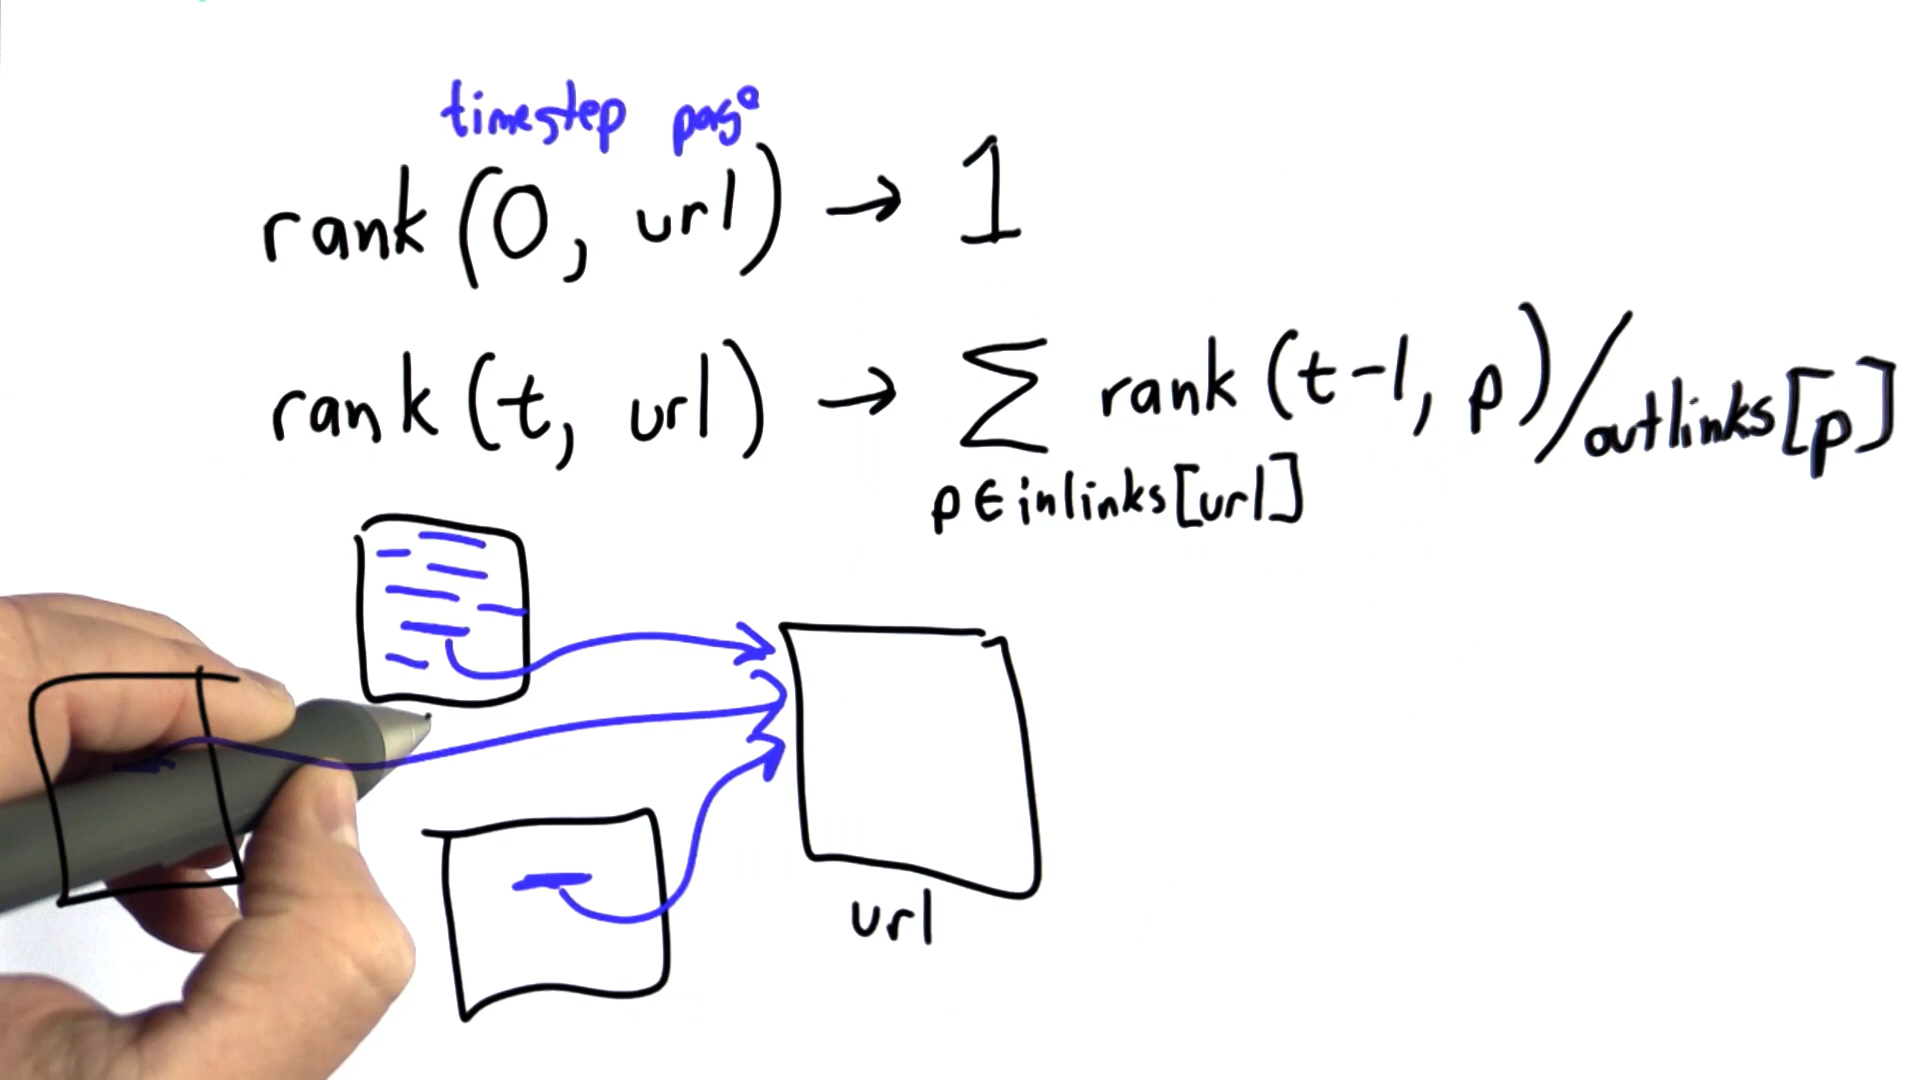 timestep page
rank (0, url) → 1
rank (t, url) → ∑ rank (t-1, p) / outlinks[p]
p ∈ inlinks[url]
url